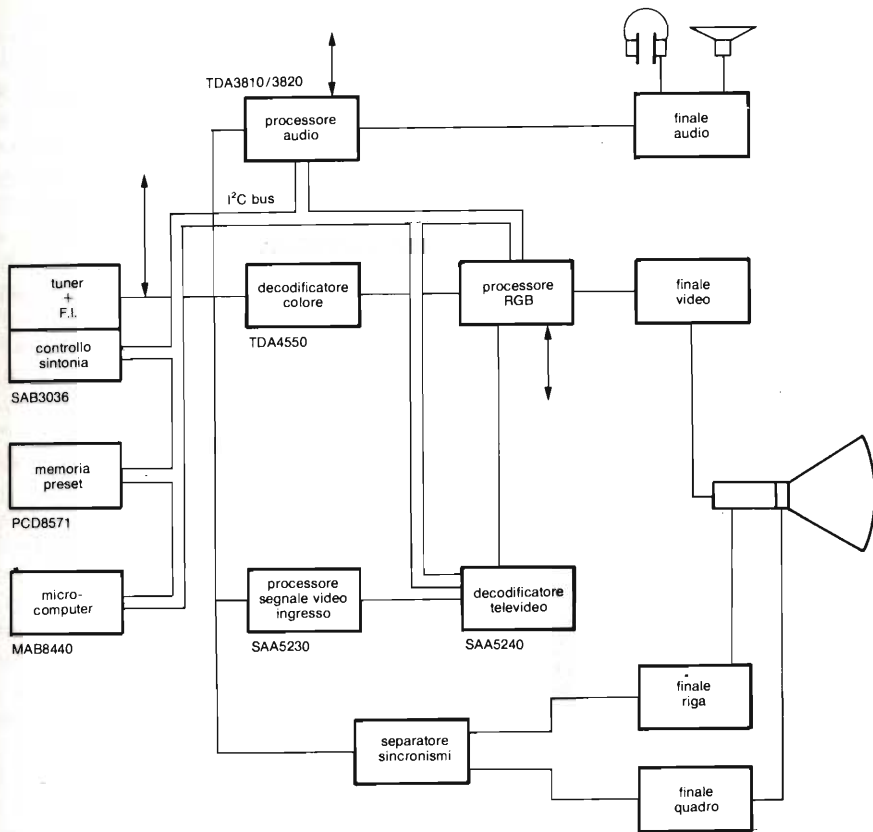 TDA3810/3820
processore
audio
finale
audio
I²C bus
tuner
+
F.I.
controllo
sintonia
SAB3036
decodificatore
colore
TDA4550
processore
RGB
finale
video
memoria
preset
PCD8571
micro-
computer
MAB8440
processore
segnale video
ingresso
SAA5230
decodificatore
televideo
SAA5240
finale
riga
separatore
sincronismi
finale
quadro